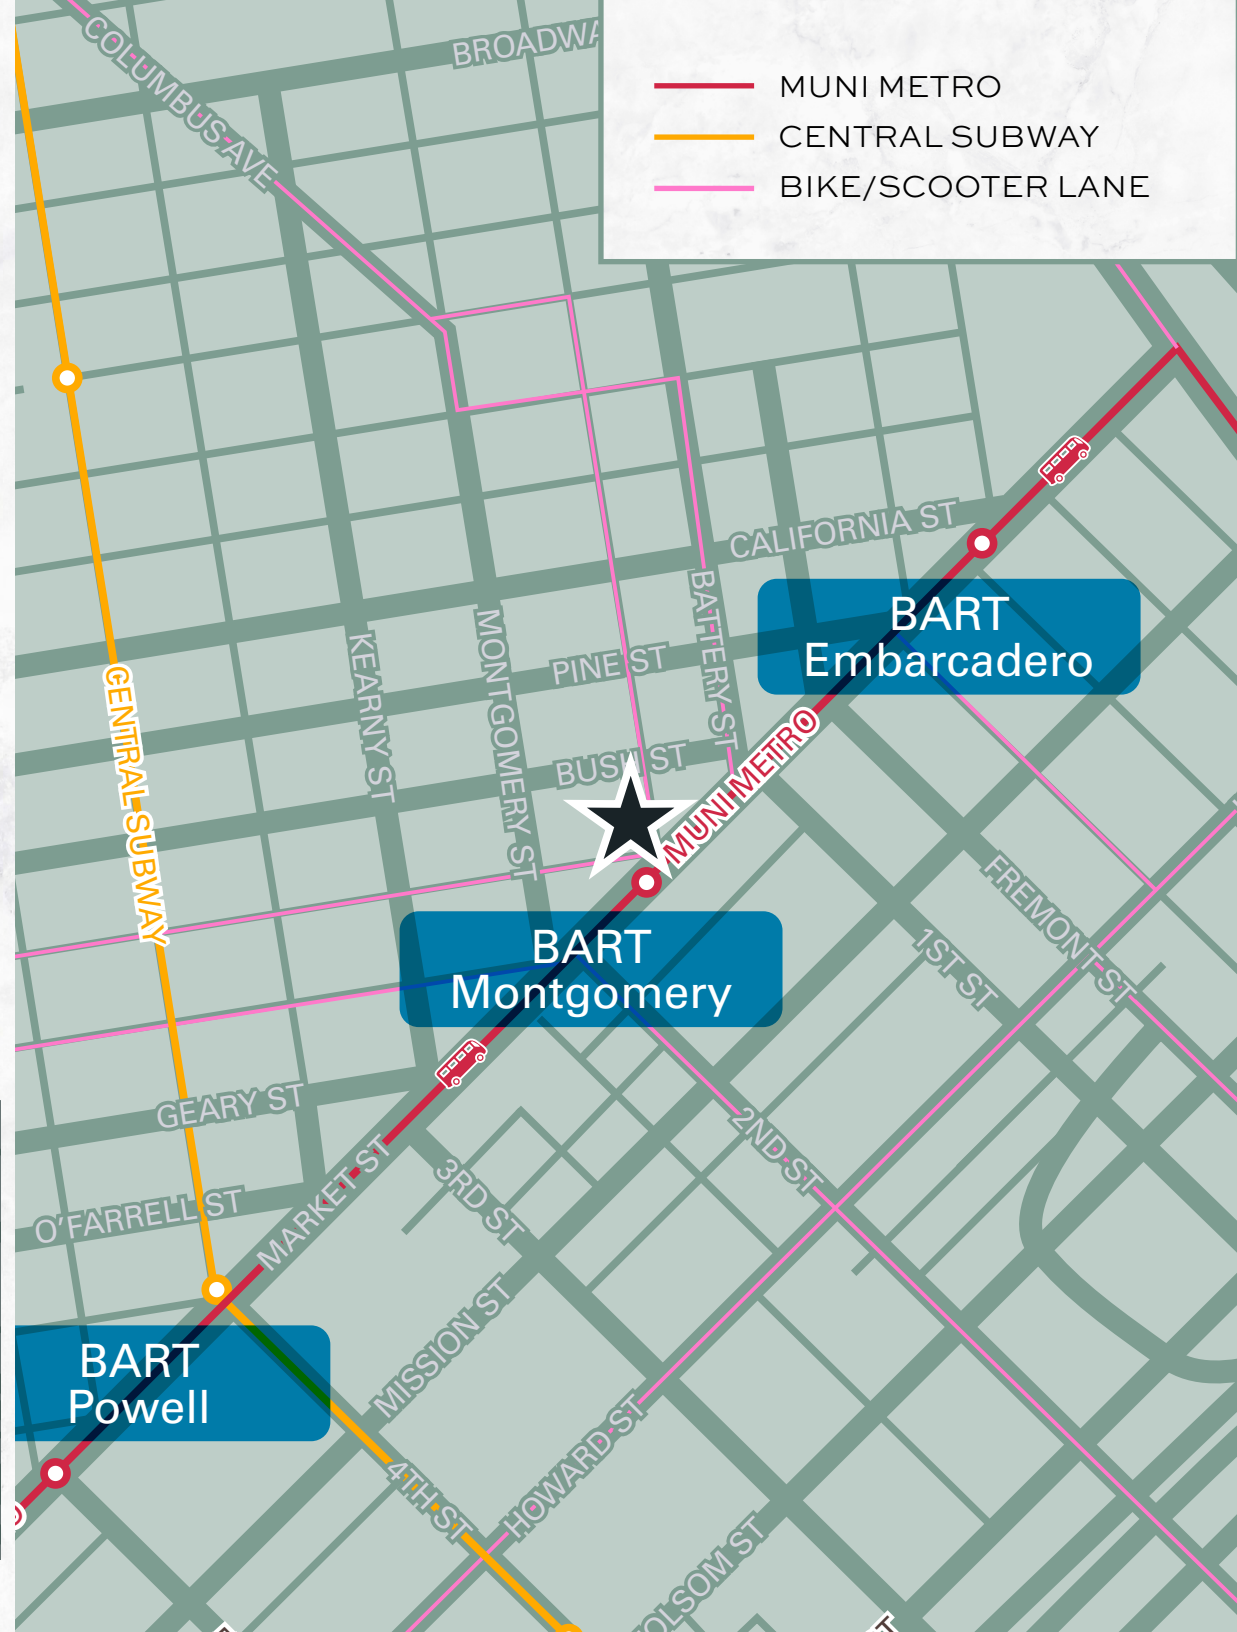 COLUMBUS AVE
BROADWA
MUNI METRO
CENTRAL SUBWAY
BIKE/SCOOTER LANE
CALIFORNIA ST
BATTERY ST
BART
Embarcadero
KEARNY ST
MONTGOMERY ST
PINE ST
CENTRAL SUBWAY
BUSH ST
MUNI METRO
FREMONT ST
1ST ST
BART
Montgomery
GEARY ST
2ND ST
MARKET ST
3RD ST
O'FARRELL ST
MISSION ST
BART
Powell
HOWARD ST
4TH ST
OLSOM ST